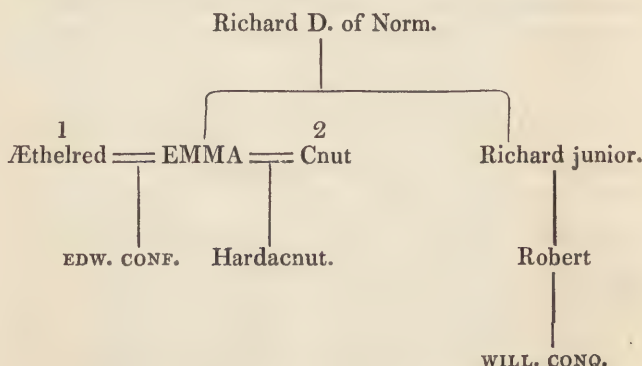 Richard D. of Norm.
1 2
Æthelred EMMA Cnut Richard junior.
EDW. CONF. Hardacnut. Robert
WILL. CONQ.